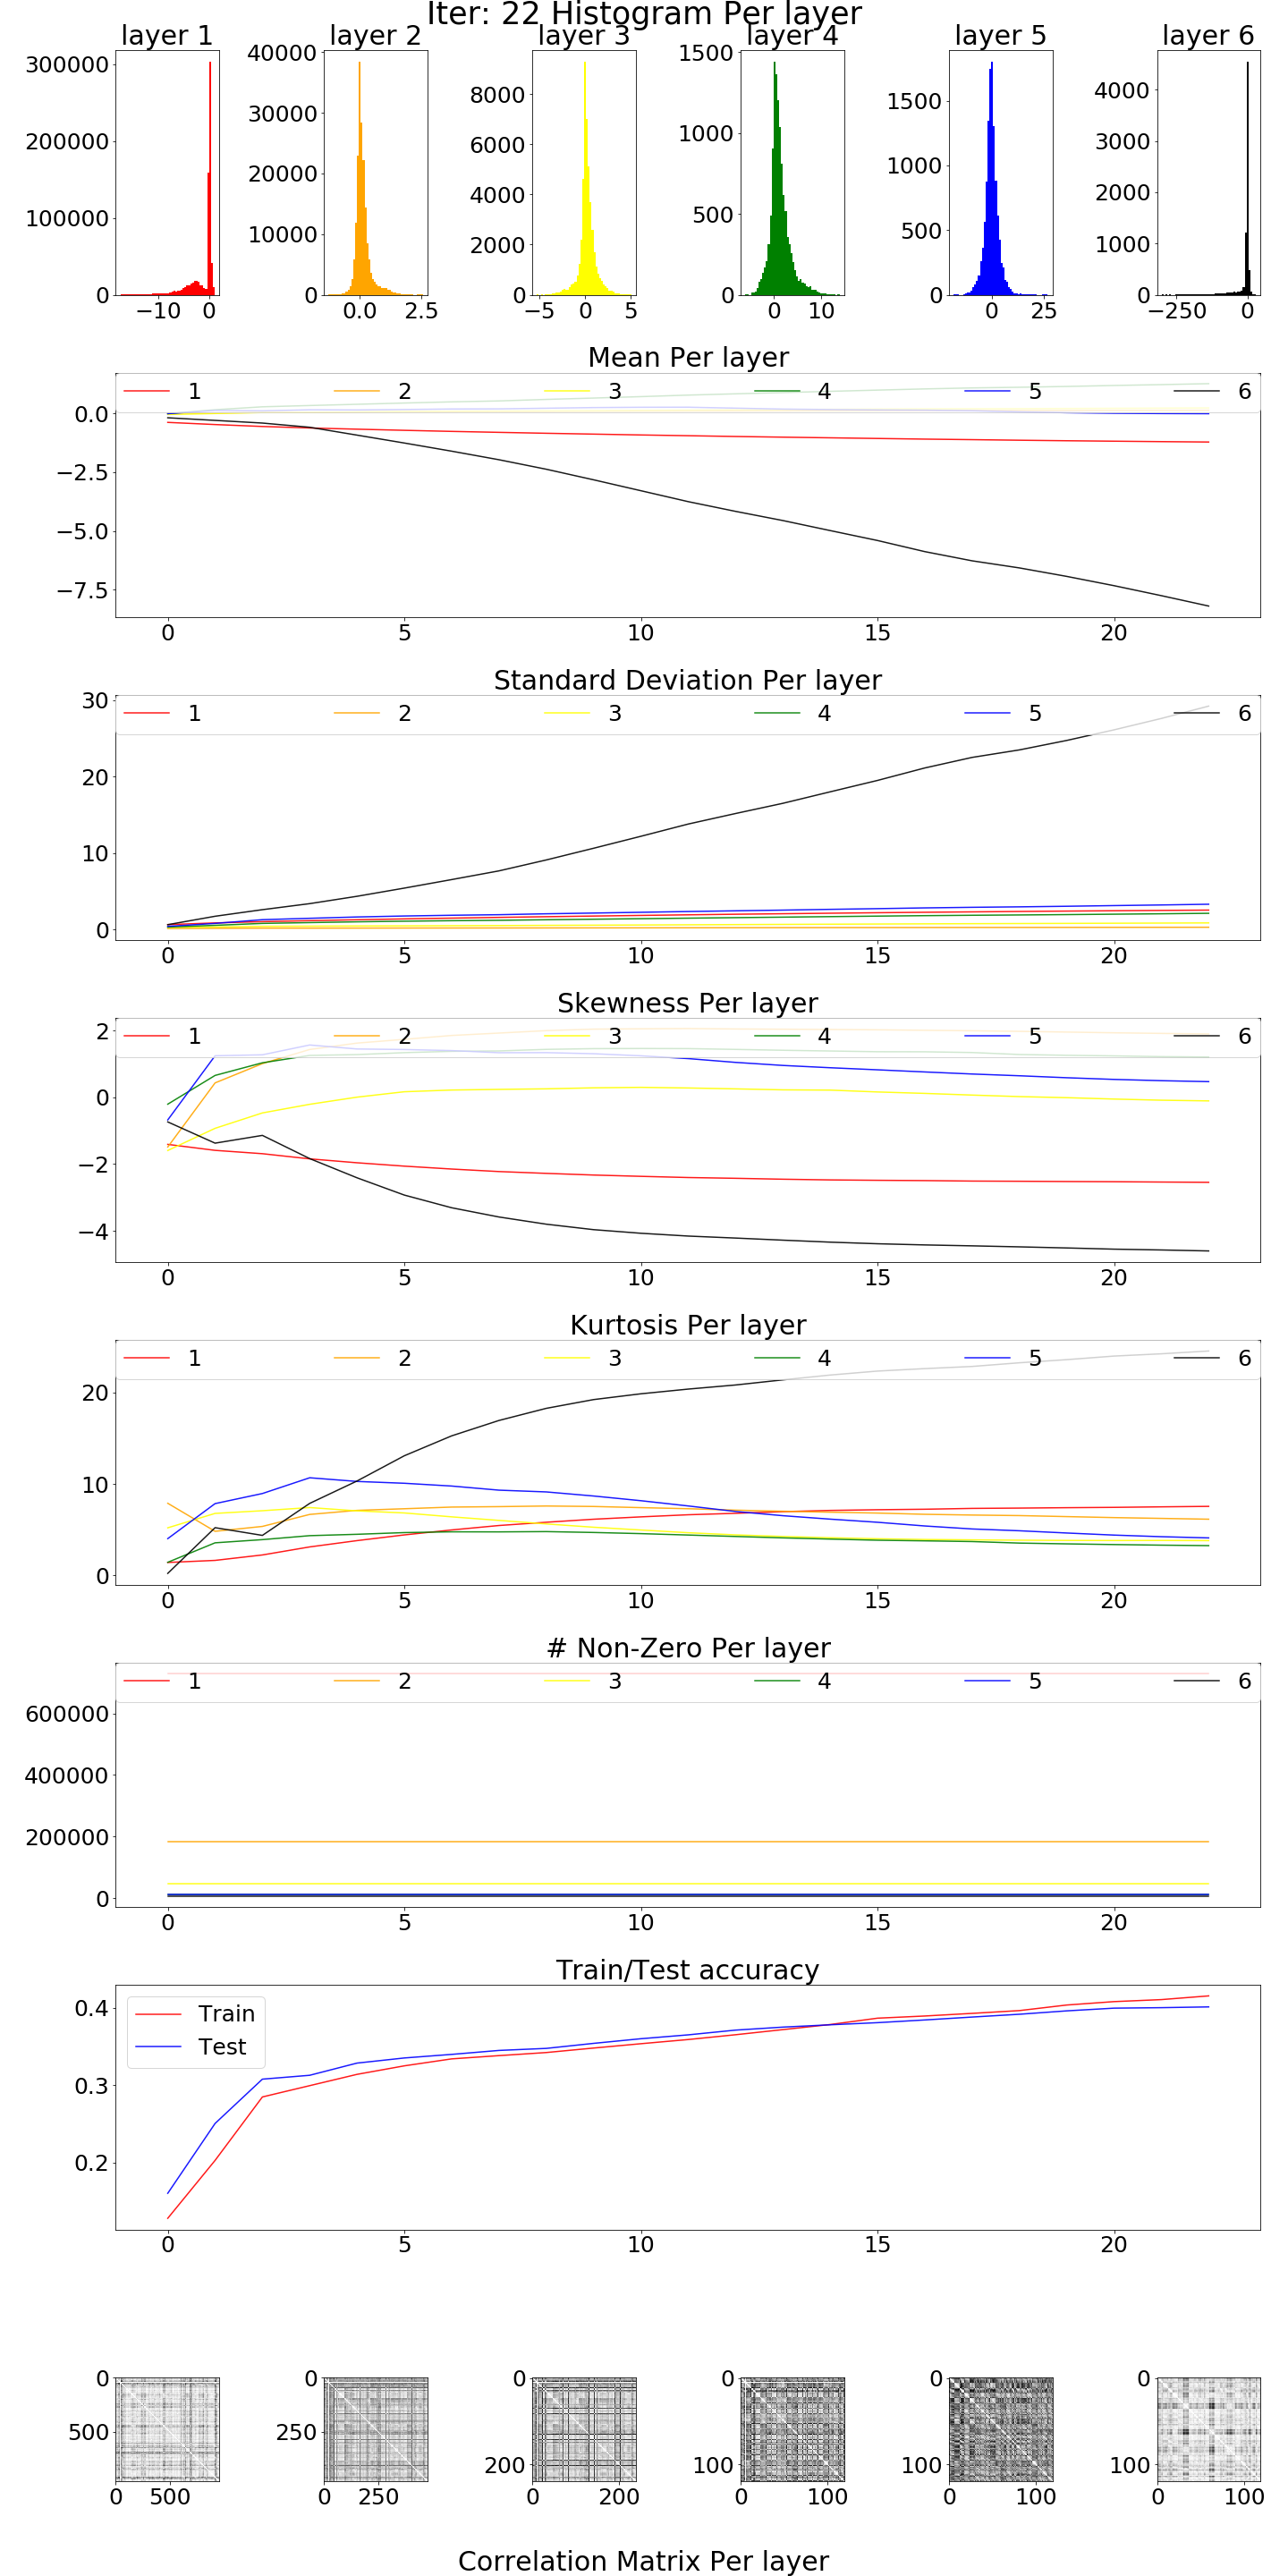 Iter: 22 Histogram Per layer
layer 1 layer 2 layer 3 layer 4 layer 5 layer 6
300000 200000 100000 0
−10 0
40000 30000 20000 10000 0
0.0 2.5
8000 6000 4000 2000 0
−5 0 5
1500 1000 500 0
0 10
1500 1000 500 0
0 25
4000 3000 2000 1000 0
−250 0
Mean Per layer
1 2 3 4 5 6
0.0
−2.5
−5.0
−7.5
0 5 10 15 20
Standard Deviation Per layer
30
1 2 3 4 5 6
20
10
0
0 5 10 15 20
Skewness Per layer
2
1 2 3 4 5 6
0
−2
−4
0 5 10 15 20
Kurtosis Per layer
1 2 3 4 5 6
20
10
0
0 5 10 15 20
# Non-Zero Per layer
1 2 3 4 5 6
600000
400000
200000
0
0 5 10 15 20
Train/Test accuracy
0.4
Train
Test
0.3
0.2
0 5 10 15 20
0 500
0 500
0 250
0 250
0 200
0 200
0 100
0 100
0 100
0 100
0 100
0 100
Correlation Matrix Per layer